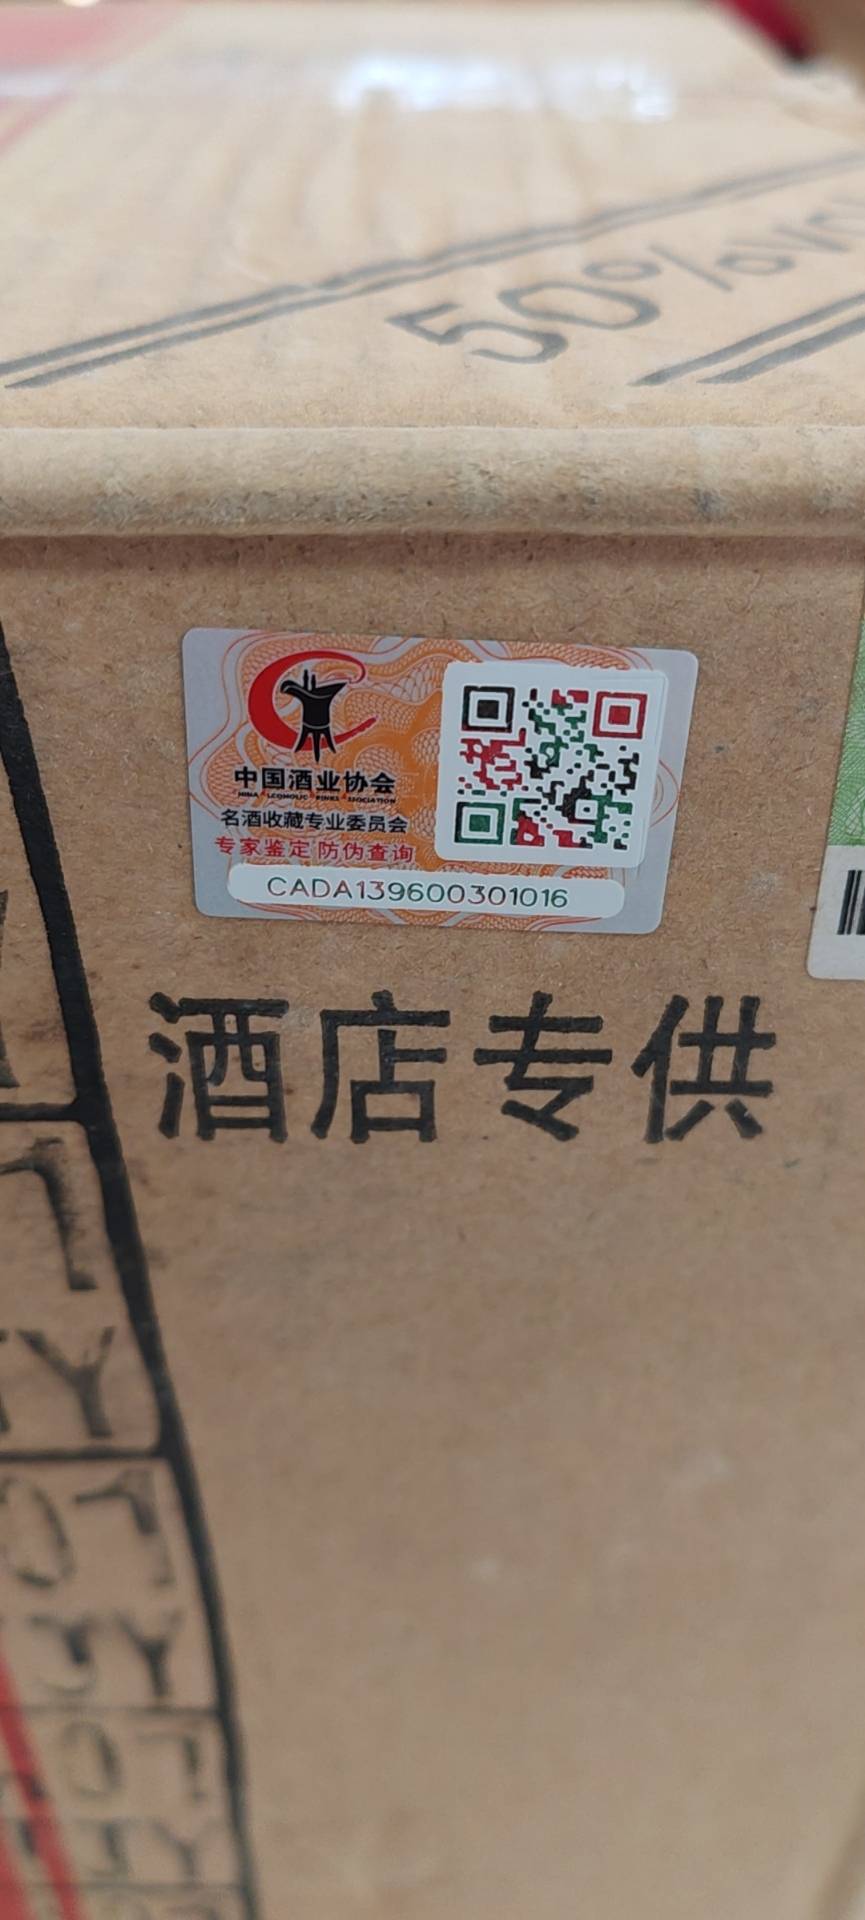 50%vol
中国酒业协会
名酒收藏专业委员会
专家鉴定 防伪查询
CADA139600301016
酒店专供